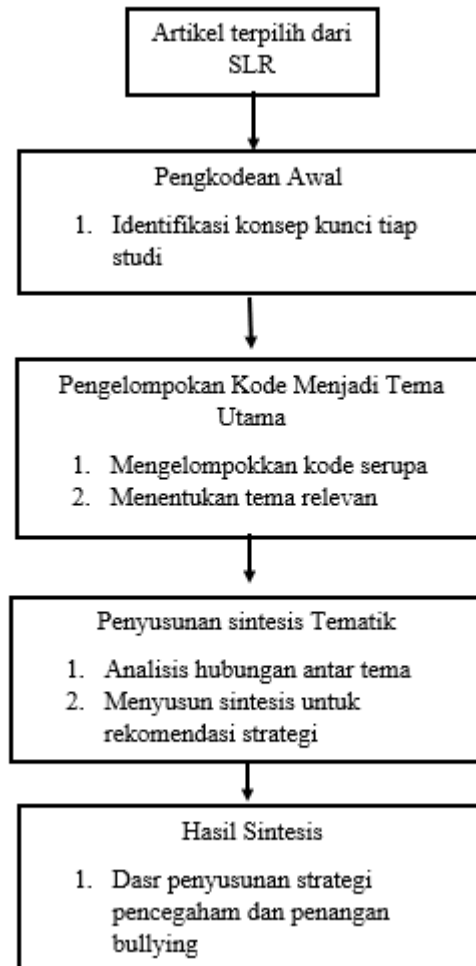 Artikel terpilih dari
SLR
Pengkodean Awal
1. Identifikasi konsep kunci tiap
studi
Pengelompokan Kode Menjadi Tema
Utama
1. Mengelompokkan kode serupa
2. Menentukan tema relevan
Penyusunan sintesis Tematik
1. Analisis hubungan antar tema
2. Menyusun sintesis untuk
rekomendasi strategi
Hasil Sintesis
1. Dasr penyusunan strategi
pencegaham dan penangan
bullying